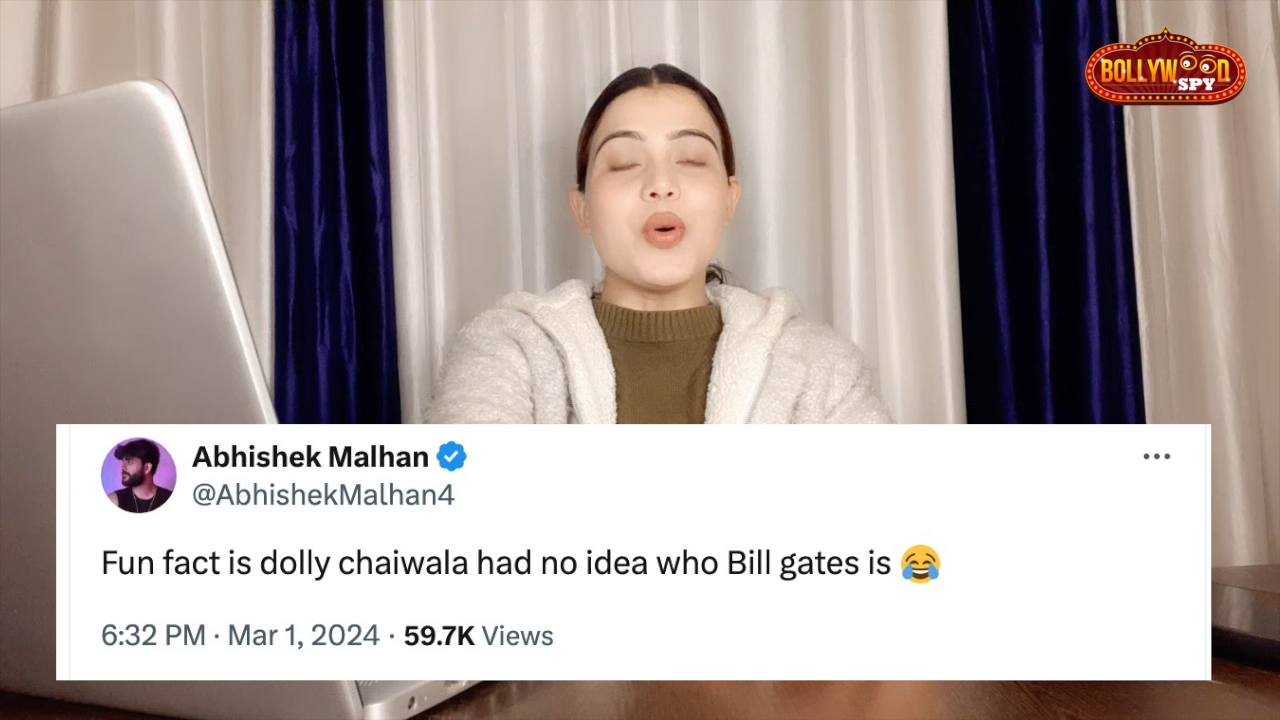 BOLLYWOOD
SPY
Abhishek Malhan
@AbhishekMalhan4
Fun fact is dolly chaiwala had no idea who Bill gates is 😂
6:32 PM · Mar 1, 2024 · 59.7K Views